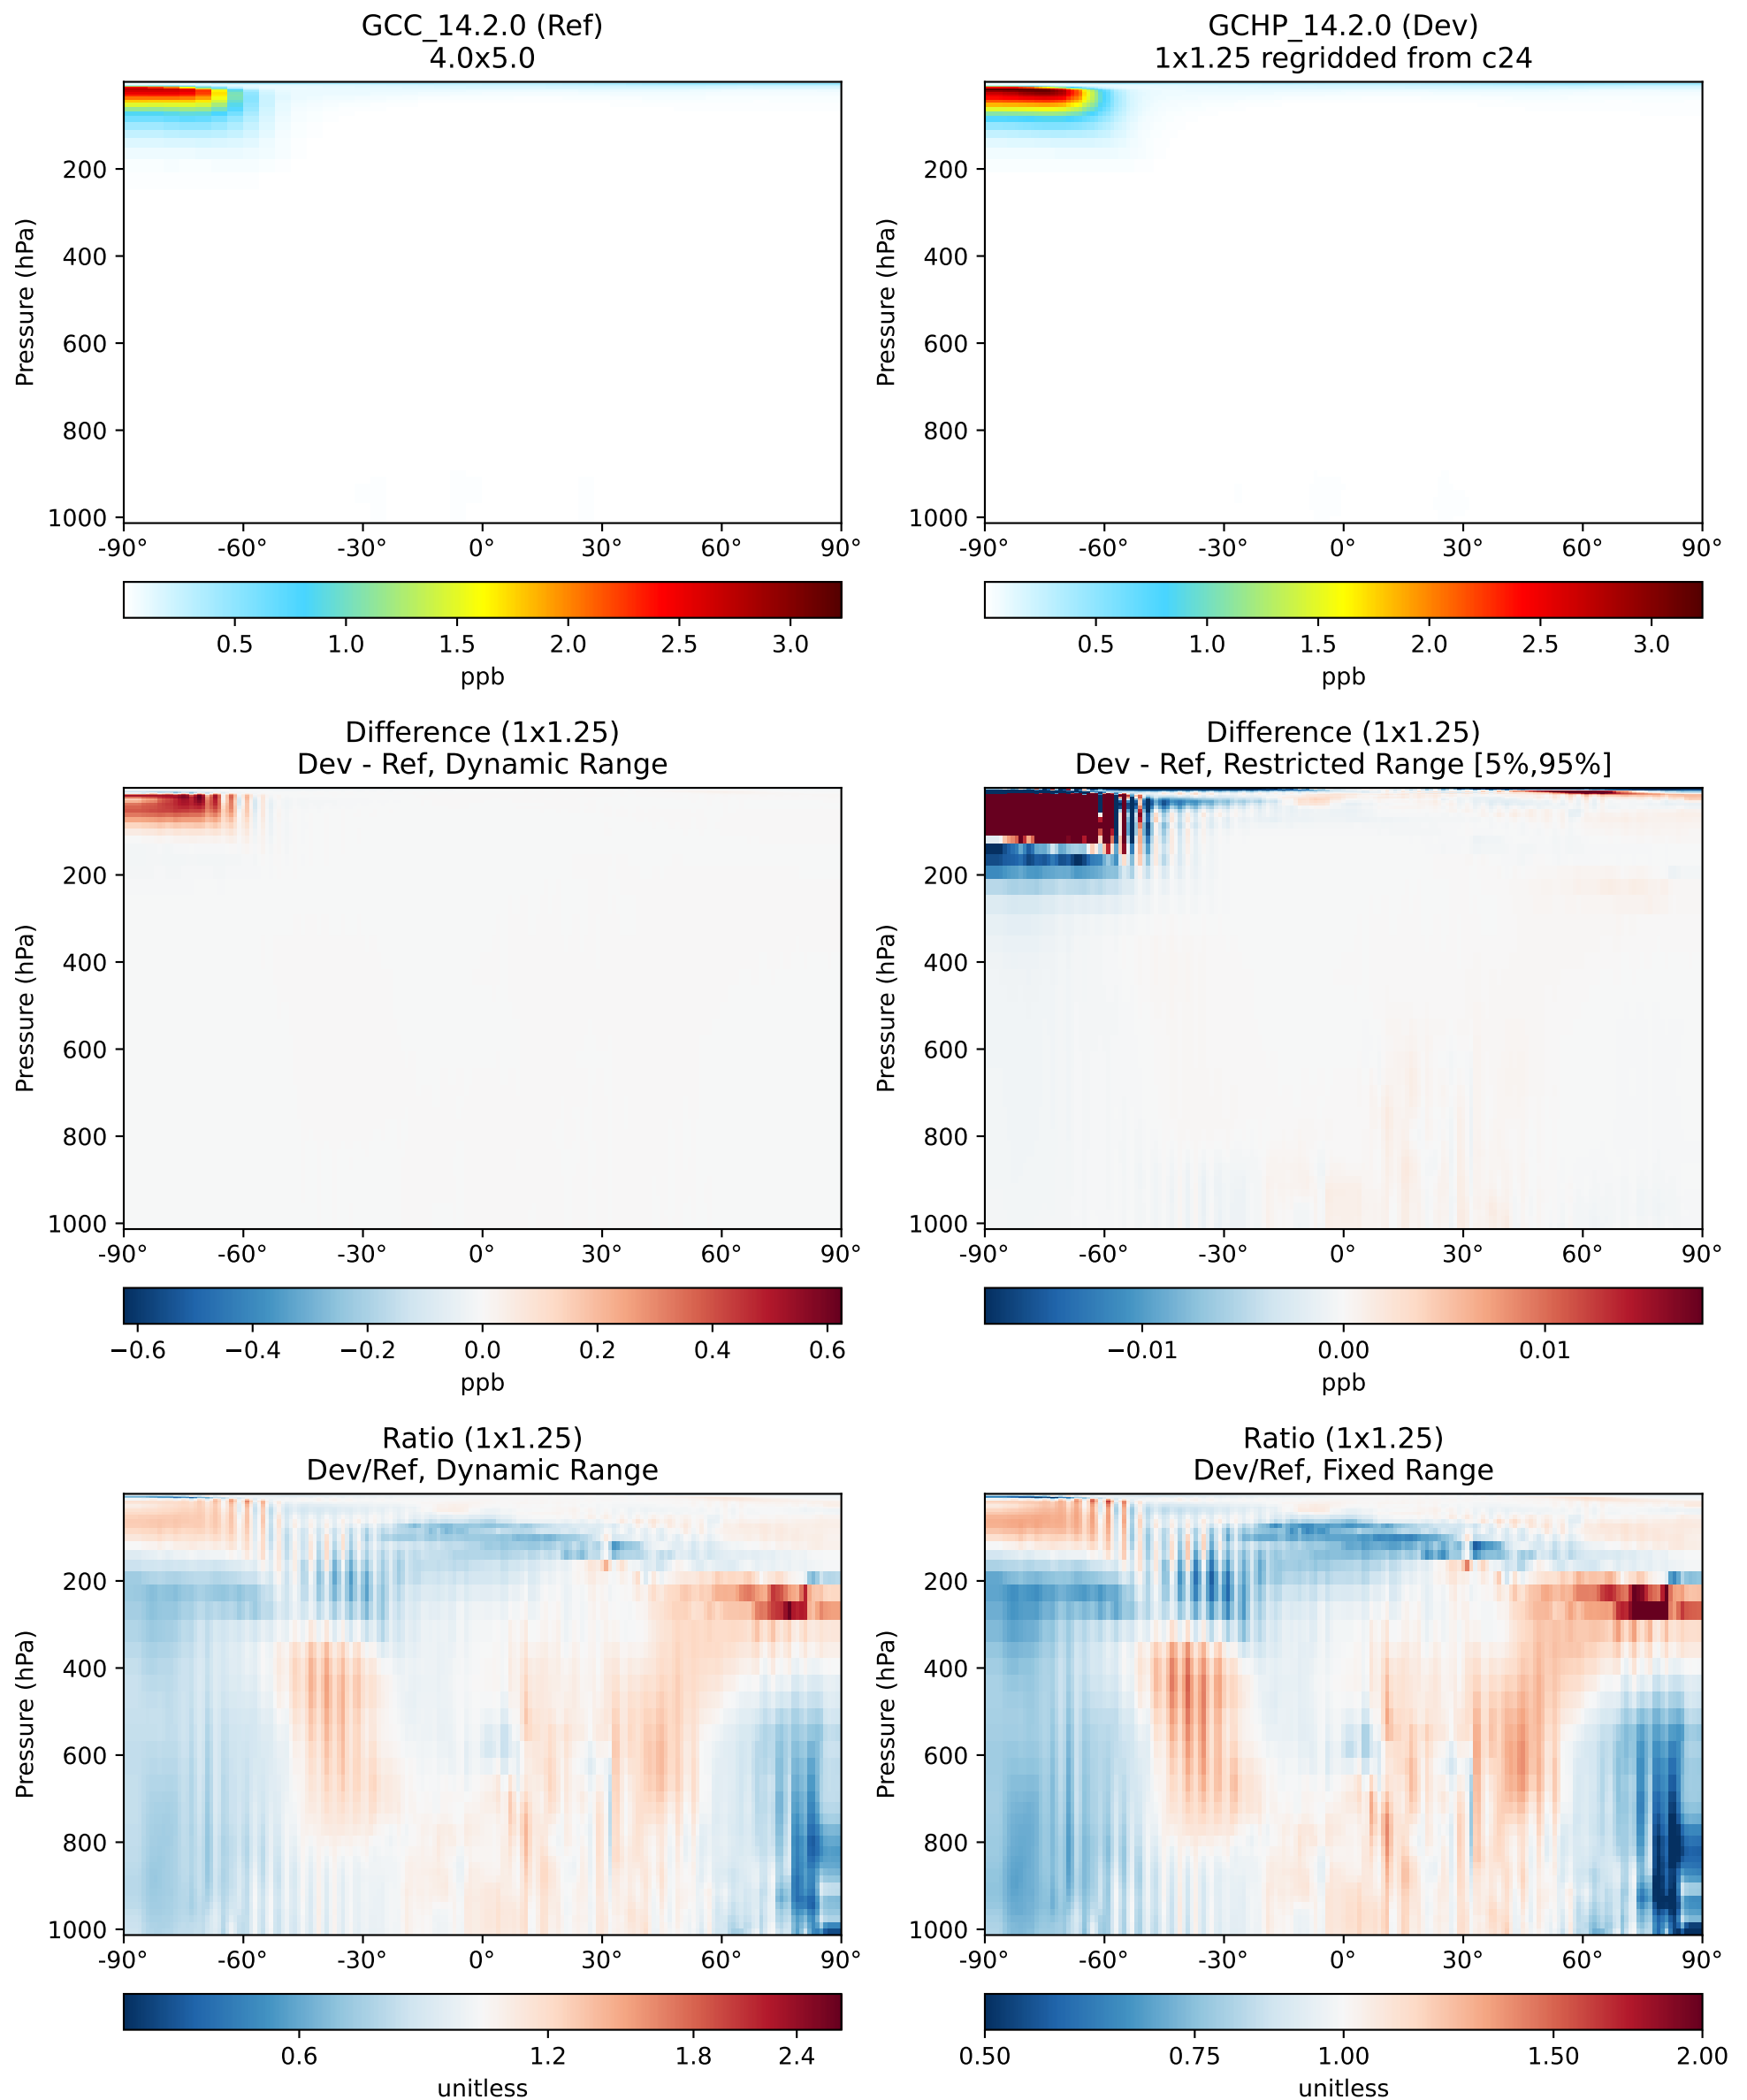 GCC_14.2.0 (Ref)
4.0x5.0
Pressure (hPa)
200
400
600
800
1000
-90° -60° -30° 0° 30° 60° 90°
0.5 1.0 1.5 2.0 2.5 3.0
ppb
GCHP_14.2.0 (Dev)
1x1.25 regridded from c24
Pressure (hPa)
200
400
600
800
1000
-90° -60° -30° 0° 30° 60° 90°
0.5 1.0 1.5 2.0 2.5 3.0
ppb
Difference (1x1.25)
Dev - Ref, Dynamic Range
Pressure (hPa)
200
400
600
800
1000
-90° -60° -30° 0° 30° 60° 90°
−0.6 −0.4 −0.2 0.0 0.2 0.4 0.6
ppb
Difference (1x1.25)
Dev - Ref, Restricted Range [5%,95%]
Pressure (hPa)
200
400
600
800
1000
-90° -60° -30° 0° 30° 60° 90°
−0.01 0.00 0.01
ppb
Ratio (1x1.25)
Dev/Ref, Dynamic Range
Pressure (hPa)
200
400
600
800
1000
-90° -60° -30° 0° 30° 60° 90°
0.6 1.2 1.8 2.4
unitless
Ratio (1x1.25)
Dev/Ref, Fixed Range
Pressure (hPa)
200
400
600
800
1000
-90° -60° -30° 0° 30° 60° 90°
0.50 0.75 1.00 1.50 2.00
unitless